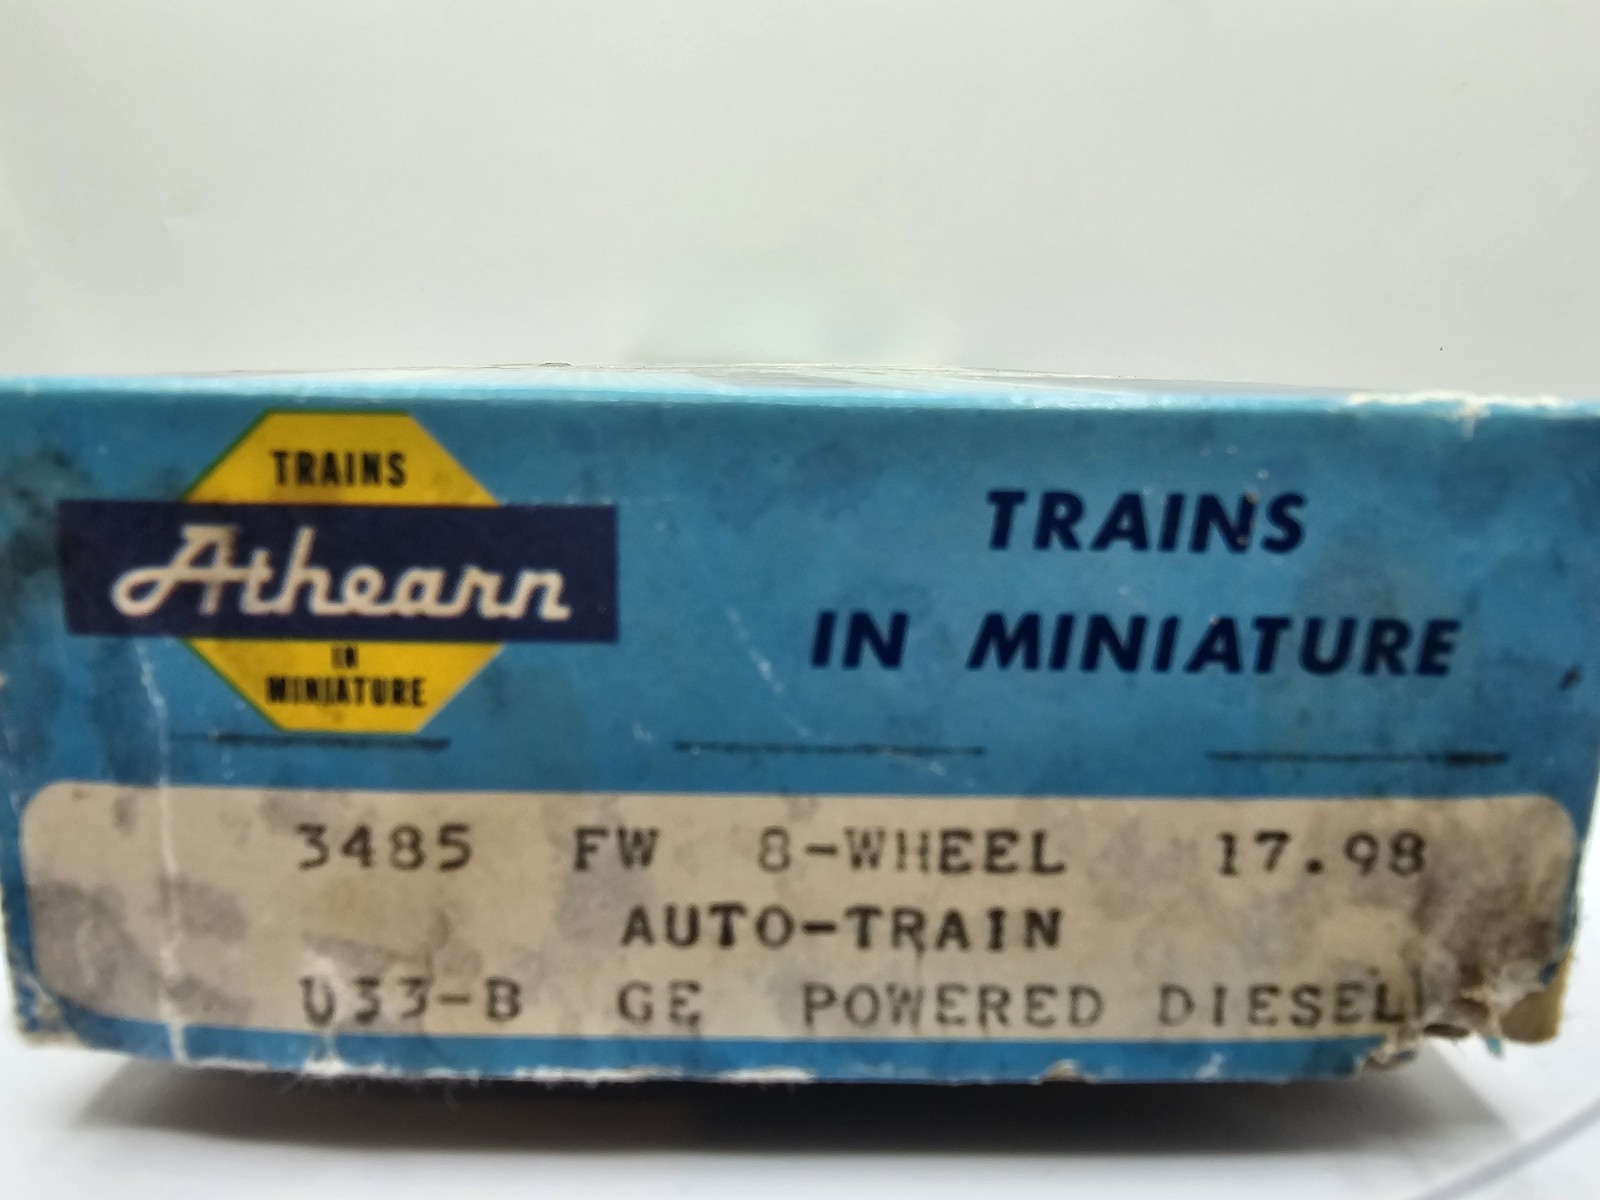 TRAINS
Athearn
IN
MINIATURE
TRAINS
IN MINIATURE
3485 FW 8-WHEEL 17.98
AUTO-TRAIN
U33-B GE POWERED DIESEL